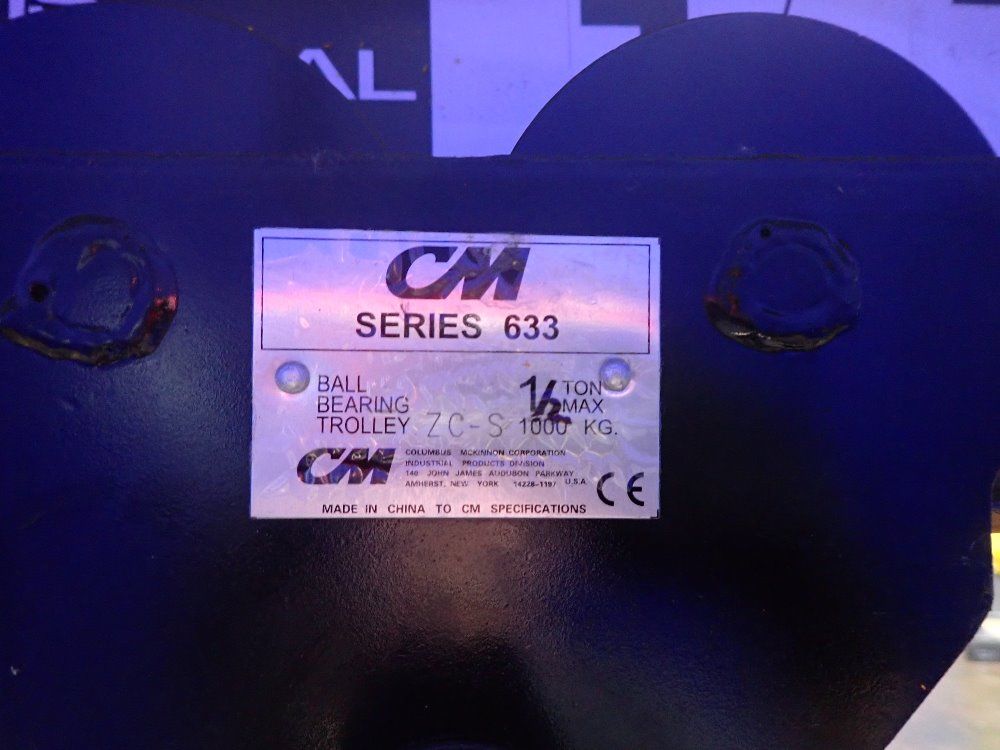 AL
CM
SERIES 633
BALL
BEARING
TROLLEY ZC-S
1/2 TON
MAX
1000 KG.
CM
COLUMBUS MCKINNON CORPORATION
INDUSTRIAL PRODUCTS DIVISION
140 JOHN JAMES AUDUBON PARKWAY
AMHERST, NEW YORK 14228-1197 U.S.A.
CE
MADE IN CHINA TO CM SPECIFICATIONS